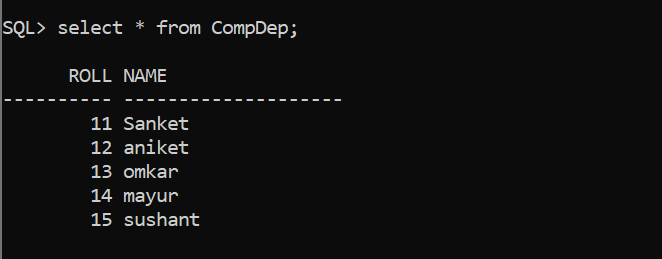 SQL> select * from CompDep;
ROLL NAME
---------- --------------------
11 Sanket
12 aniket
13 omkar
14 mayur
15 sushant